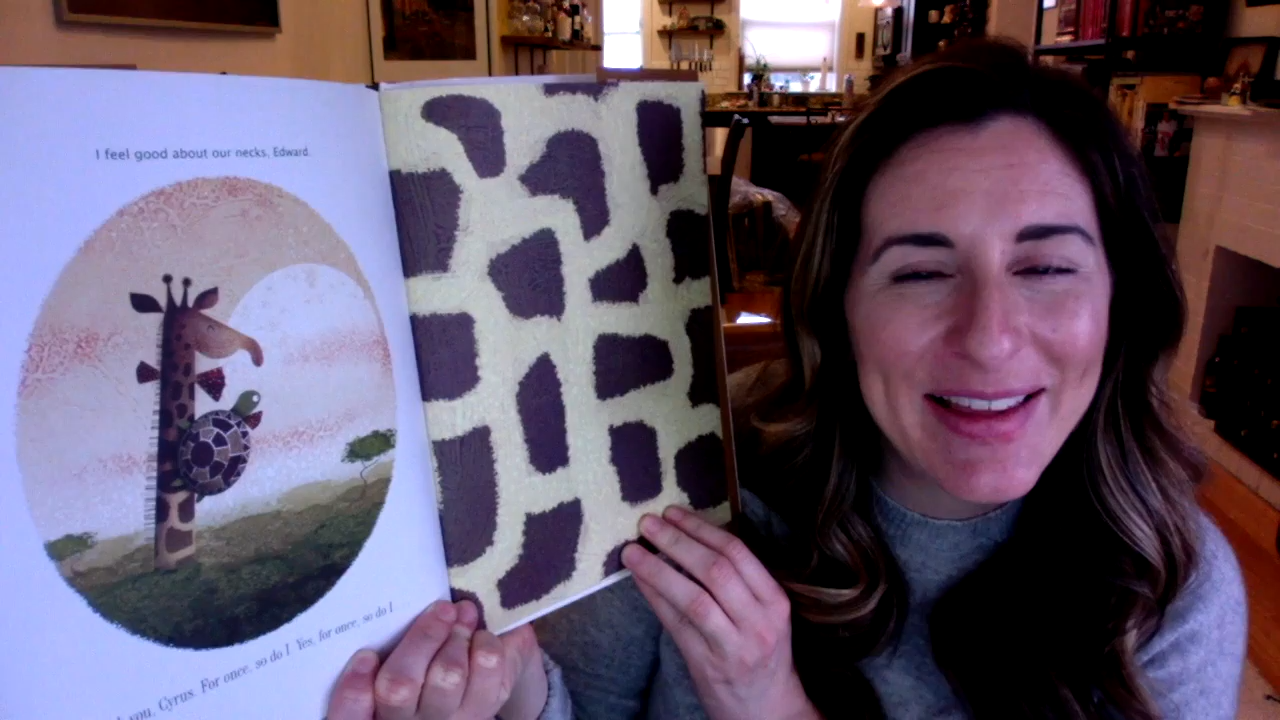 I feel good about our necks, Edward.
you, Cyrus. For once, so do I. Yes, for once, so do I.